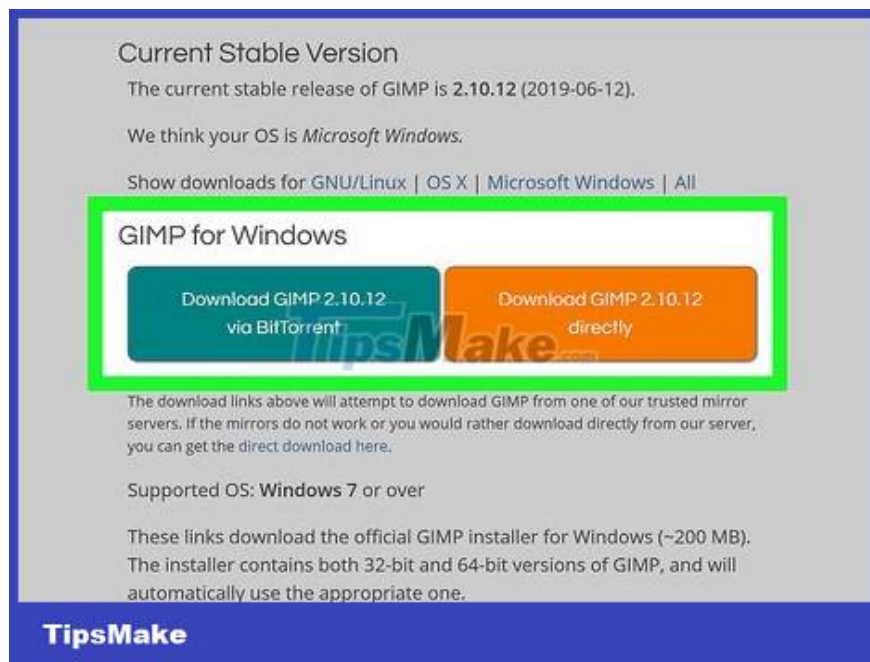 Current Stable Version
The current stable release of GIMP is 2.10.12 (2019-06-12).
We think your OS is Microsoft Windows.
Show downloads for GNU/Linux | OS X | Microsoft Windows | All
GIMP for Windows
Download GIMP 2.10.12
via BitTorrent
Download GIMP 2.10.12
directly
TipsMake.com
The download links above will attempt to download GIMP from one of our trusted mirror
servers. If the mirrors do not work or you would rather download directly from our server,
you can get the direct download here.
Supported OS: Windows 7 or over
These links download the official GIMP installer for Windows (~200 MB).
The installer contains both 32-bit and 64-bit versions of GIMP, and will
automatically use the appropriate one.
TipsMake